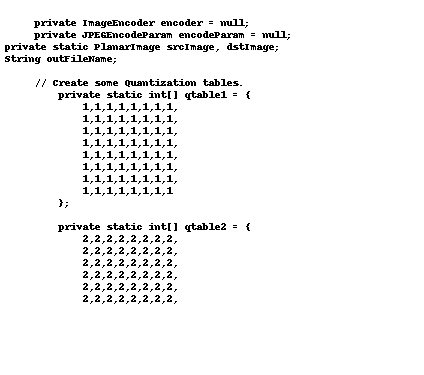 private ImageEncoder encoder = null;
private JPEGEncodeParam encodeParam = null;
private static PlanarImage srcImage, dstImage;
String outFileName;
// Create some Quantization tables.
private static int[] qtable1 = {
1,1,1,1,1,1,1,1,
1,1,1,1,1,1,1,1,
1,1,1,1,1,1,1,1,
1,1,1,1,1,1,1,1,
1,1,1,1,1,1,1,1,
1,1,1,1,1,1,1,1,
1,1,1,1,1,1,1,1,
1,1,1,1,1,1,1,1
};
private static int[] qtable2 = {
2,2,2,2,2,2,2,2,
2,2,2,2,2,2,2,2,
2,2,2,2,2,2,2,2,
2,2,2,2,2,2,2,2,
2,2,2,2,2,2,2,2,
2,2,2,2,2,2,2,2,